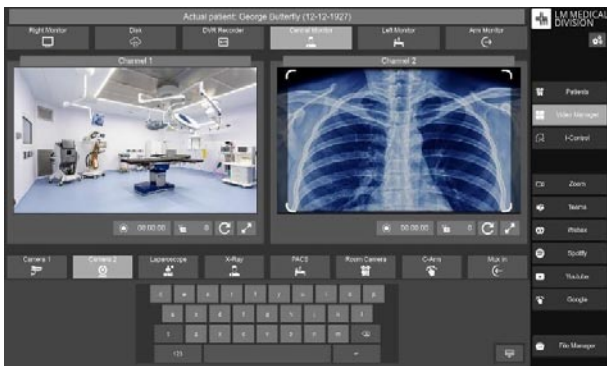 Actual patient: George Butterfly (12-12-1927)
LM MEDICAL
DIVISION
Right Monitor
Disk
DVR Recorder
Central Monitor
Left Monitor
Arm Monitor
Channel 1
Channel 2
Patients
Video Manager
I-Control
Zoom
Teams
Webex
Spotify
Youtube
Google
File Manager
00:00:00
0
00:00:00
0
Camera 1
Camera 2
Laparoscope
X-Ray
PACS
Room Camera
C-Arm
Mux in